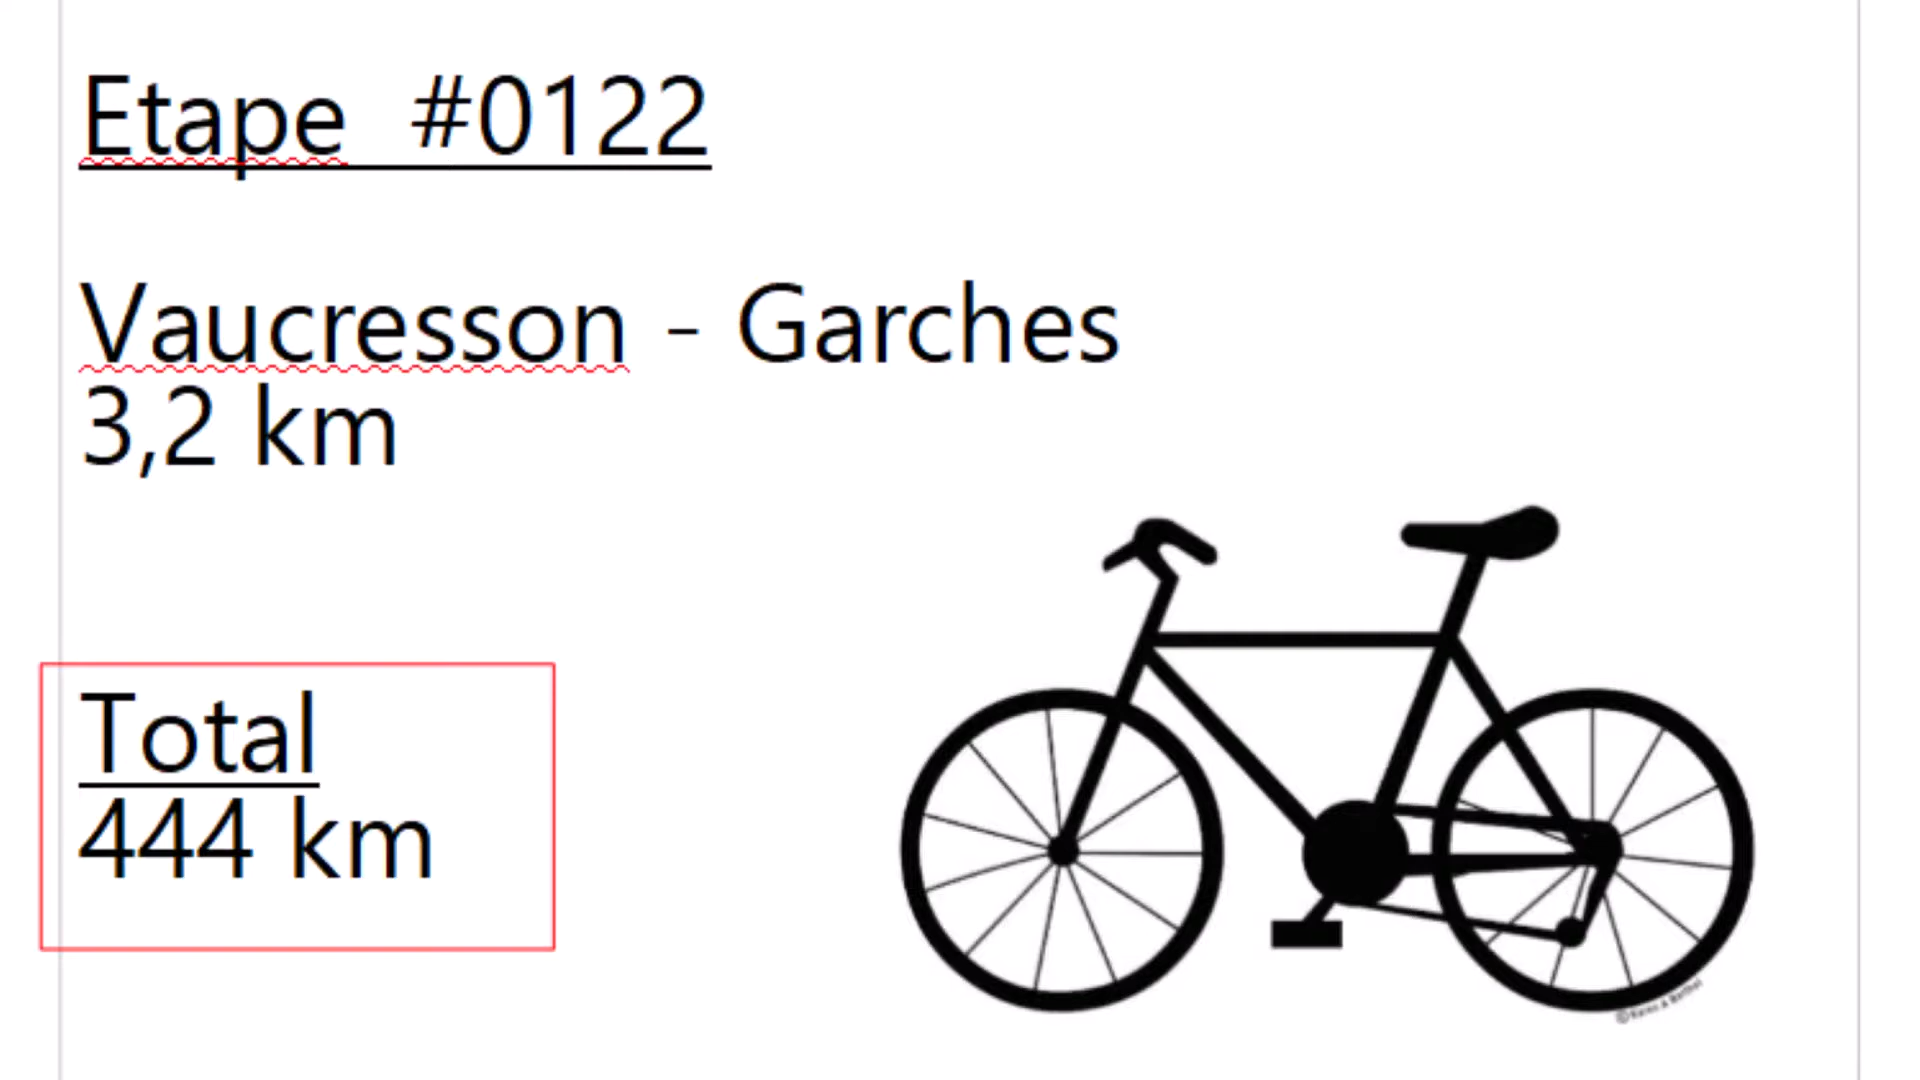 Etape #0122
Vaucresson - Garches
3,2 km
Total
444 km